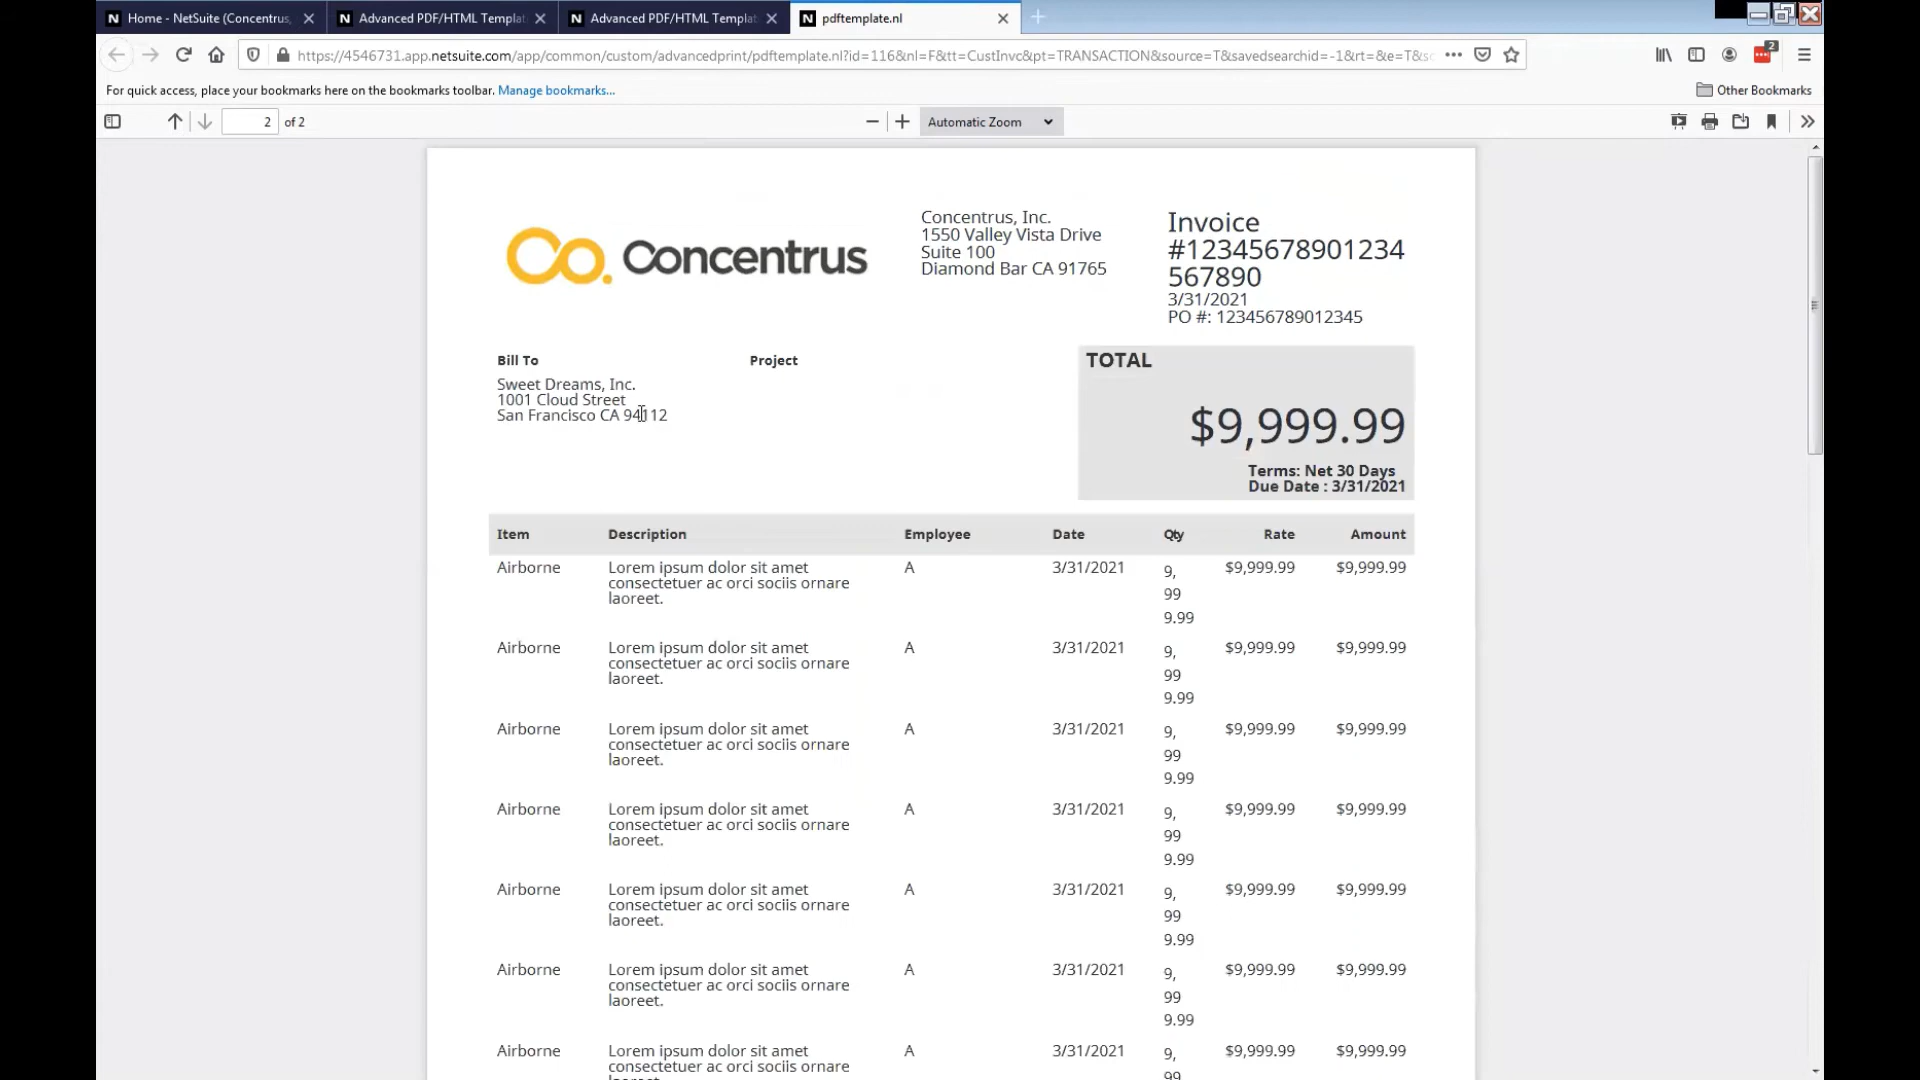 Home - NetSuite (Concentrus,
Advanced PDF/HTML Templat
Advanced PDF/HTML Templat
pdftemplate.nl
https://4546731.app.netsuite.com/app/common/custom/advancedprint/pdftemplate.nl?id=116&nl=F&tt=CustInvc&pt=TRANSACTION&source=T&savedsearchid=-1&rt=&e=T&
2
For quick access, place your bookmarks here on the bookmarks toolbar. Manage bookmarks...
Other Bookmarks
2 of 2
Automatic Zoom
Co. Concentrus
Concentrus, Inc.
1550 Valley Vista Drive
Suite 100
Diamond Bar CA 91765
Invoice
#12345678901234
567890
3/31/2021
PO #: 123456789012345
Bill To
Sweet Dreams, Inc.
1001 Cloud Street
San Francisco CA 94112
Project
TOTAL
$9,999.99
Terms: Net 30 Days
Due Date : 3/31/2021
Item Description Employee Date Qty Rate Amount
Airborne Lorem ipsum dolor sit amet A 3/31/2021 9, $9,999.99 $9,999.99
consectetuer ac orci sociis ornare 99
laoreet. 9.99
Airborne Lorem ipsum dolor sit amet A 3/31/2021 9, $9,999.99 $9,999.99
consectetuer ac orci sociis ornare 99
laoreet. 9.99
Airborne Lorem ipsum dolor sit amet A 3/31/2021 9, $9,999.99 $9,999.99
consectetuer ac orci sociis ornare 99
laoreet. 9.99
Airborne Lorem ipsum dolor sit amet A 3/31/2021 9, $9,999.99 $9,999.99
consectetuer ac orci sociis ornare 99
laoreet. 9.99
Airborne Lorem ipsum dolor sit amet A 3/31/2021 9, $9,999.99 $9,999.99
consectetuer ac orci sociis ornare 99
laoreet. 9.99
Airborne Lorem ipsum dolor sit amet A 3/31/2021 9, $9,999.99 $9,999.99
consectetuer ac orci sociis ornare 99
laoreet. 9.99
Airborne Lorem ipsum dolor sit amet A 3/31/2021 9, $9,999.99 $9,999.99
consectetuer ac orci sociis ornare 99